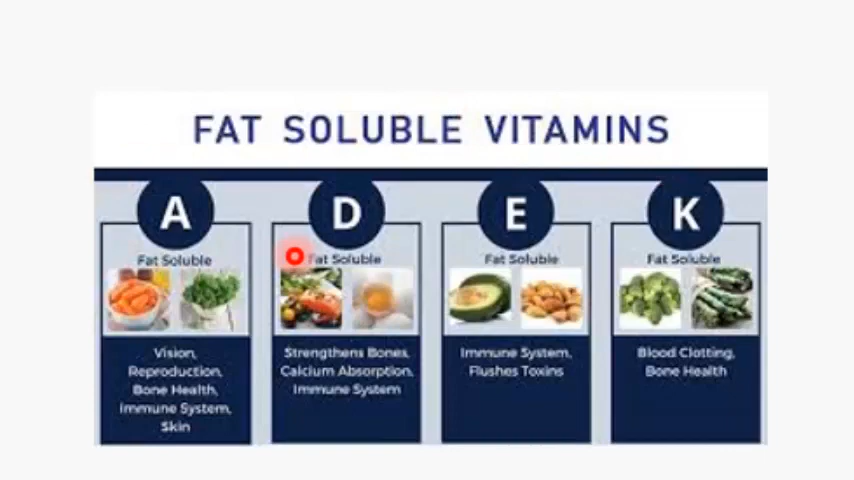 FAT SOLUBLE VITAMINS
A
Fat Soluble
Vision,
Reproduction,
Bone Health,
Immune System,
Skin
D
Fat Soluble
Strengthens Bones,
Calcium Absorption,
Immune System
E
Fat Soluble
Immune System,
Flushes Toxins
K
Fat Soluble
Blood Clotting,
Bone Health